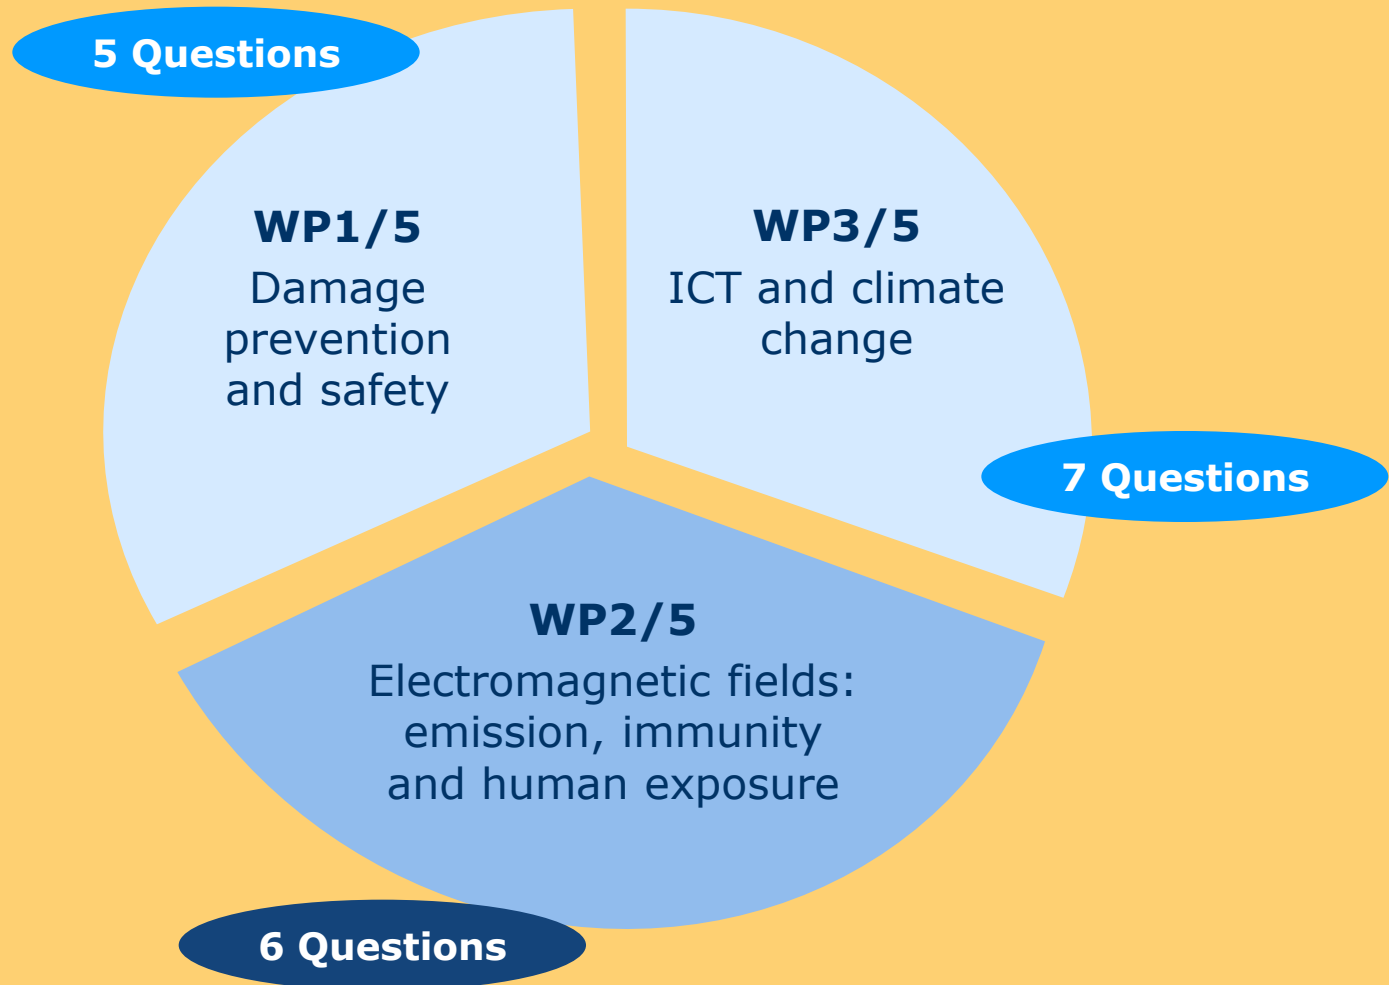 5 Questions
WP1/5
Damage
prevention
and safety
WP3/5
ICT and climate
change
7 Questions
WP2/5
Electromagnetic fields:
emission, immunity
and human exposure
6 Questions